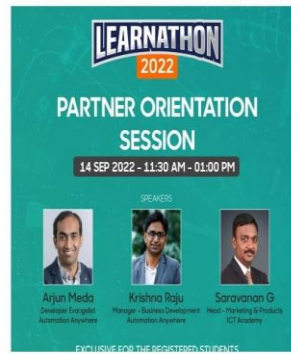 LEARNATHON
2022
PARTNER ORIENTATION
SESSION
14 SEP 2022 - 11:30 AM - 01:00 PM
SPEAKERS
Arjun Meda
Developer Evangelist
Automation Anywhere
Krishna Raju
Manager - Business Development
Automation Anywhere
Saravanan G
Head - Marketing & Products
ICT Academy
EXCLUSIVE FOR THE REGISTERED STUDENTS